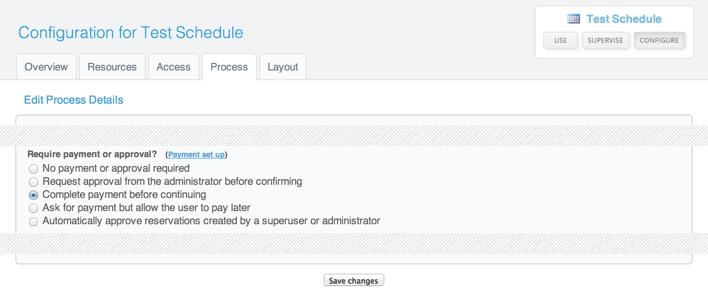 Configuration for Test Schedule
Test Schedule
USE
SUPERVISE
CONFIGURE
Overview
Resources
Access
Process
Layout
Edit Process Details
Require payment or approval? (Payment set up)
No payment or approval required
Request approval from the administrator before confirming
Complete payment before continuing
Ask for payment but allow the user to pay later
Automatically approve reservations created by a superuser or administrator
Save changes